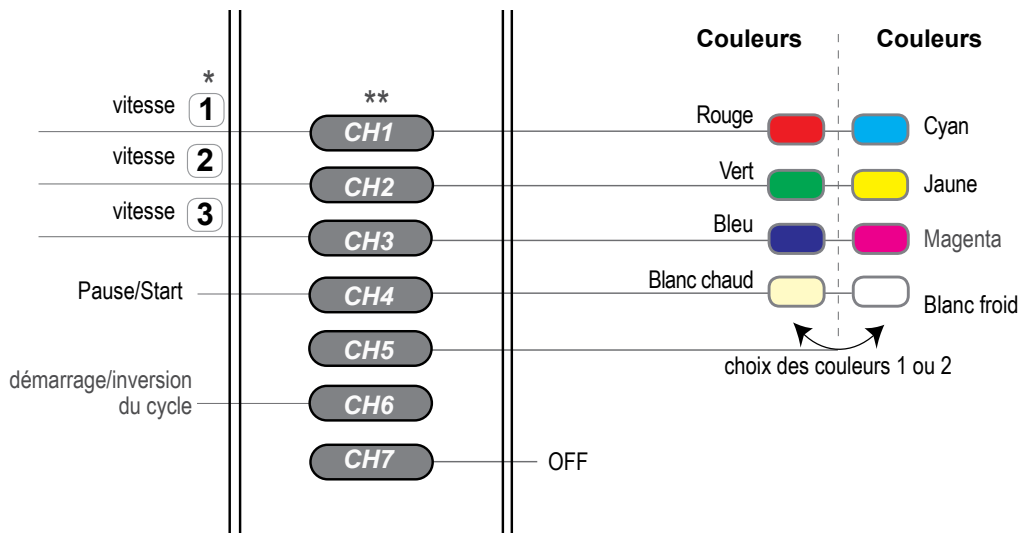 Couleurs Couleurs
*
vitesse 1
**
CH1
Rouge
Cyan
vitesse 2
CH2
Vert
Jaune
vitesse 3
CH3
Bleu
Magenta
Pause/Start
CH4
Blanc chaud
Blanc froid
CH5
choix des couleurs 1 ou 2
démarrage/inversion
du cycle
CH6
CH7
OFF